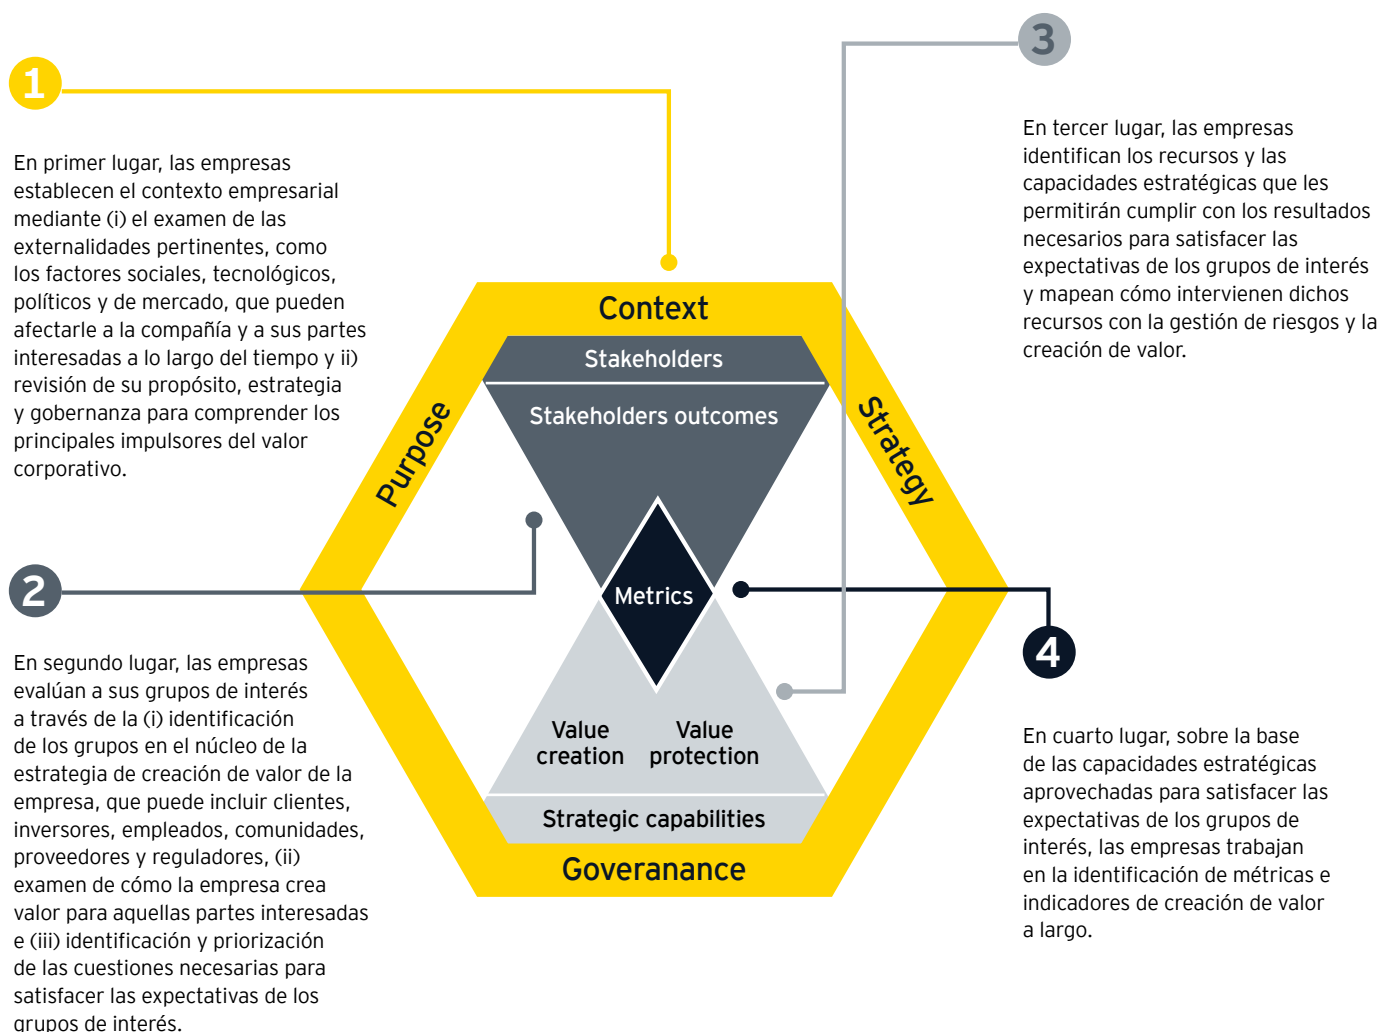 1
En primer lugar, las empresas
establecen el contexto empresarial
mediante (i) el examen de las
externalidades pertinentes, como
los factores sociales, tecnológicos,
políticos y de mercado, que pueden
afectarle a la compañía y a sus partes
interesadas a lo largo del tiempo y ii)
revisión de su propósito, estrategia
y gobernanza para comprender los
principales impulsores del valor
corporativo.
2
En segundo lugar, las empresas
evalúan a sus grupos de interés
a través de la (i) identificación
de los grupos en el núcleo de la
estrategia de creación de valor de la
empresa, que puede incluir clientes,
inversores, empleados, comunidades,
proveedores y reguladores, (ii)
examen de cómo la empresa crea
valor para aquellas partes interesadas
e (iii) identificación y priorización
de las cuestiones necesarias para
satisfacer las expectativas de los
grupos de interés.
Context
Stakeholders
Stakeholders outcomes
Purpose
Strategy
Metrics
Value
creation
Value
protection
Strategic capabilities
Goveranance
3
En tercer lugar, las empresas
identifican los recursos y las
capacidades estratégicas que les
permitirán cumplir con los resultados
necesarios para satisfacer las
expectativas de los grupos de interés
y mapean cómo intervienen dichos
recursos con la gestión de riesgos y la
creación de valor.
4
En cuarto lugar, sobre la base
de las capacidades estratégicas
aprovechadas para satisfacer las
expectativas de los grupos de
interés, las empresas trabajan
en la identificación de métricas e
indicadores de creación de valor
a largo.